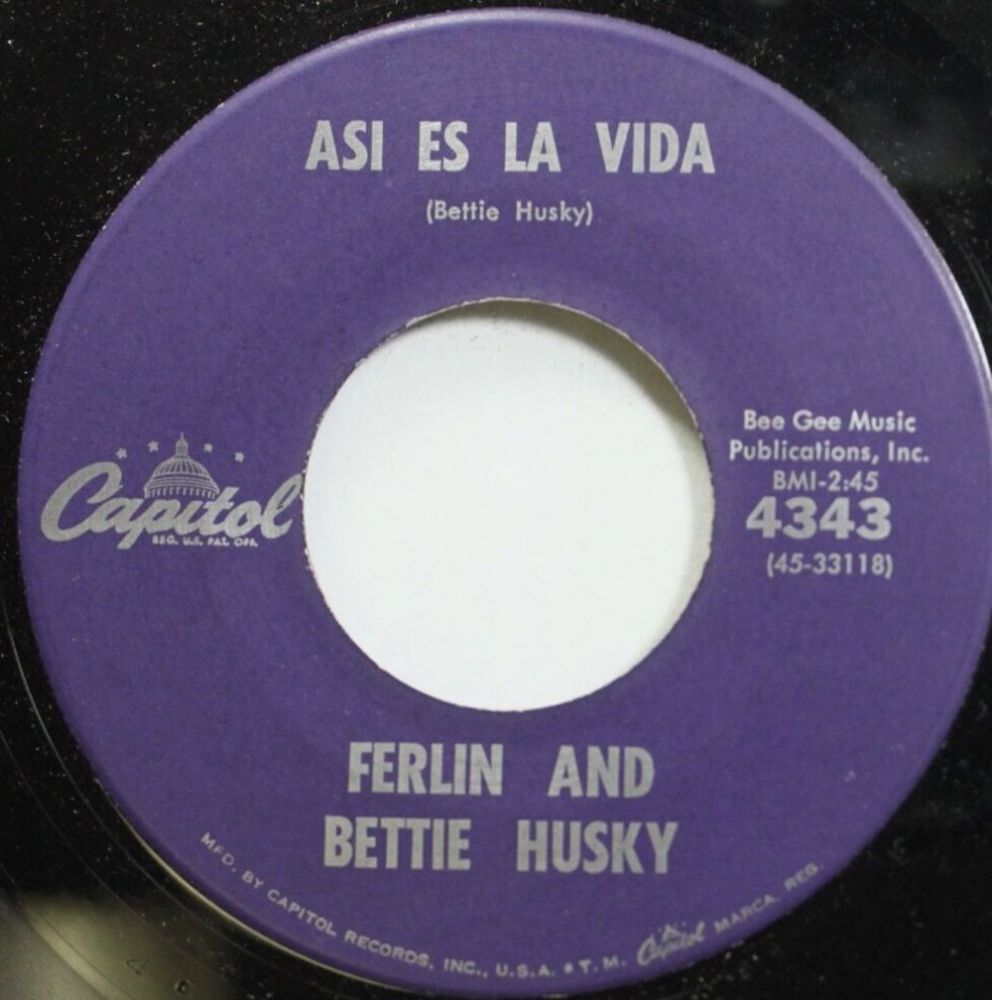 ASI ES LA VIDA
(Bettie Husky)
Capitol
REG. U.S. PAT. OFF.
Bee Gee Music
Publications, Inc.
BMI-2:45
4343
(45-33118)
FERLIN AND
BETTIE HUSKY
MFD. BY CAPITOL RECORDS, INC., U.S.A. • T.M. Capitol MARCA. REG.